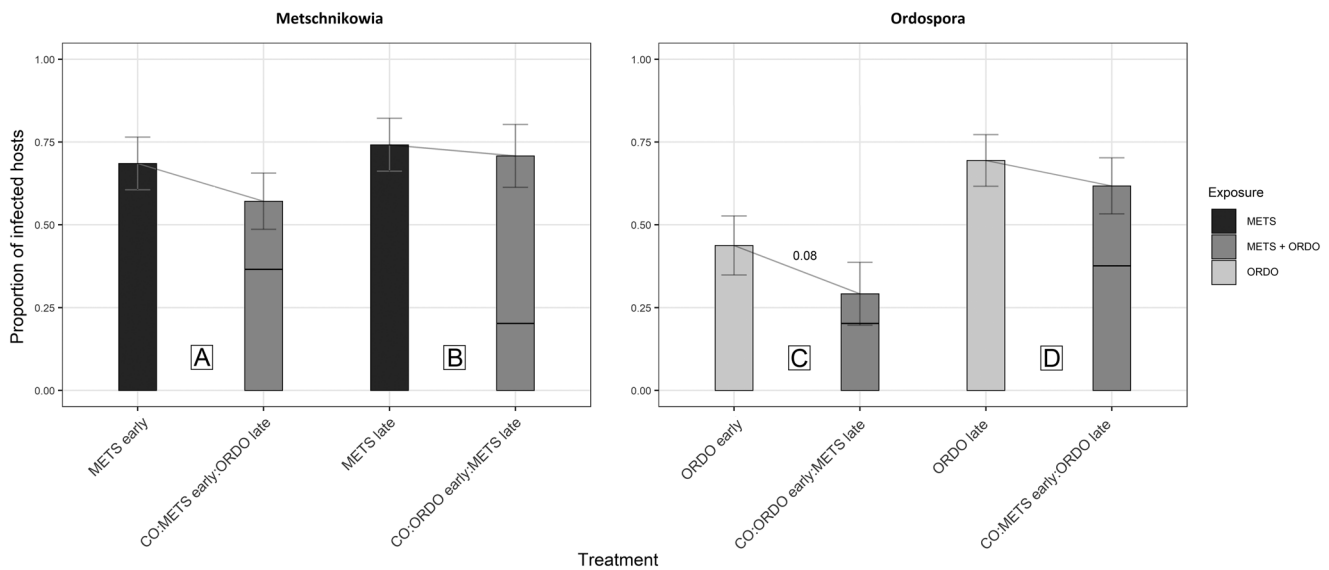 Metschnikowia
Ordospora
Proportion of infected hosts
1.00
0.75
0.50
0.25
0.00
A
B
METS early
CO:METS early:ORDO late
METS late
CO:ORDO early:METS late
1.00
0.75
0.50
0.25
0.00
0.08
C
D
ORDO early
CO:ORDO early:METS late
ORDO late
CO:METS early:ORDO late
Treatment
Exposure
METS
METS + ORDO
ORDO